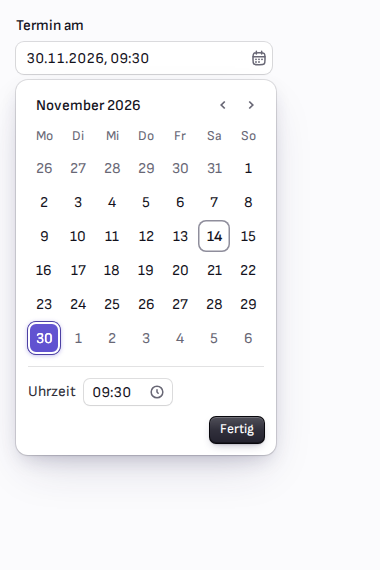 Termin am
30.11.2026, 09:30
November 2026
Mo Di Mi Do Fr Sa So
26 27 28 29 30 31 1
2 3 4 5 6 7 8
9 10 11 12 13 14 15
16 17 18 19 20 21 22
23 24 25 26 27 28 29
30 1 2 3 4 5 6
Uhrzeit 09:30
Fertig